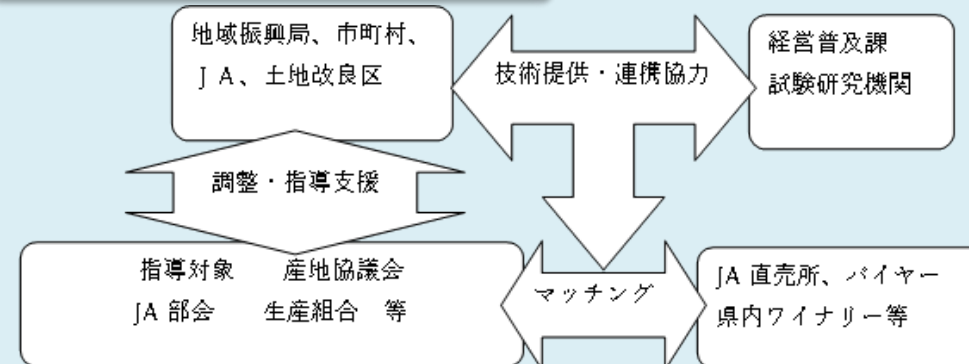 地域振興局、市町村、
JA、土地改良区
技術提供・連携協力
経営普及課
試験研究機関
調整・指導支援
指導対象　産地協議会
JA 部会　生産組合　等
マッチング
JA 直売所、バイヤー
県内ワイナリー等